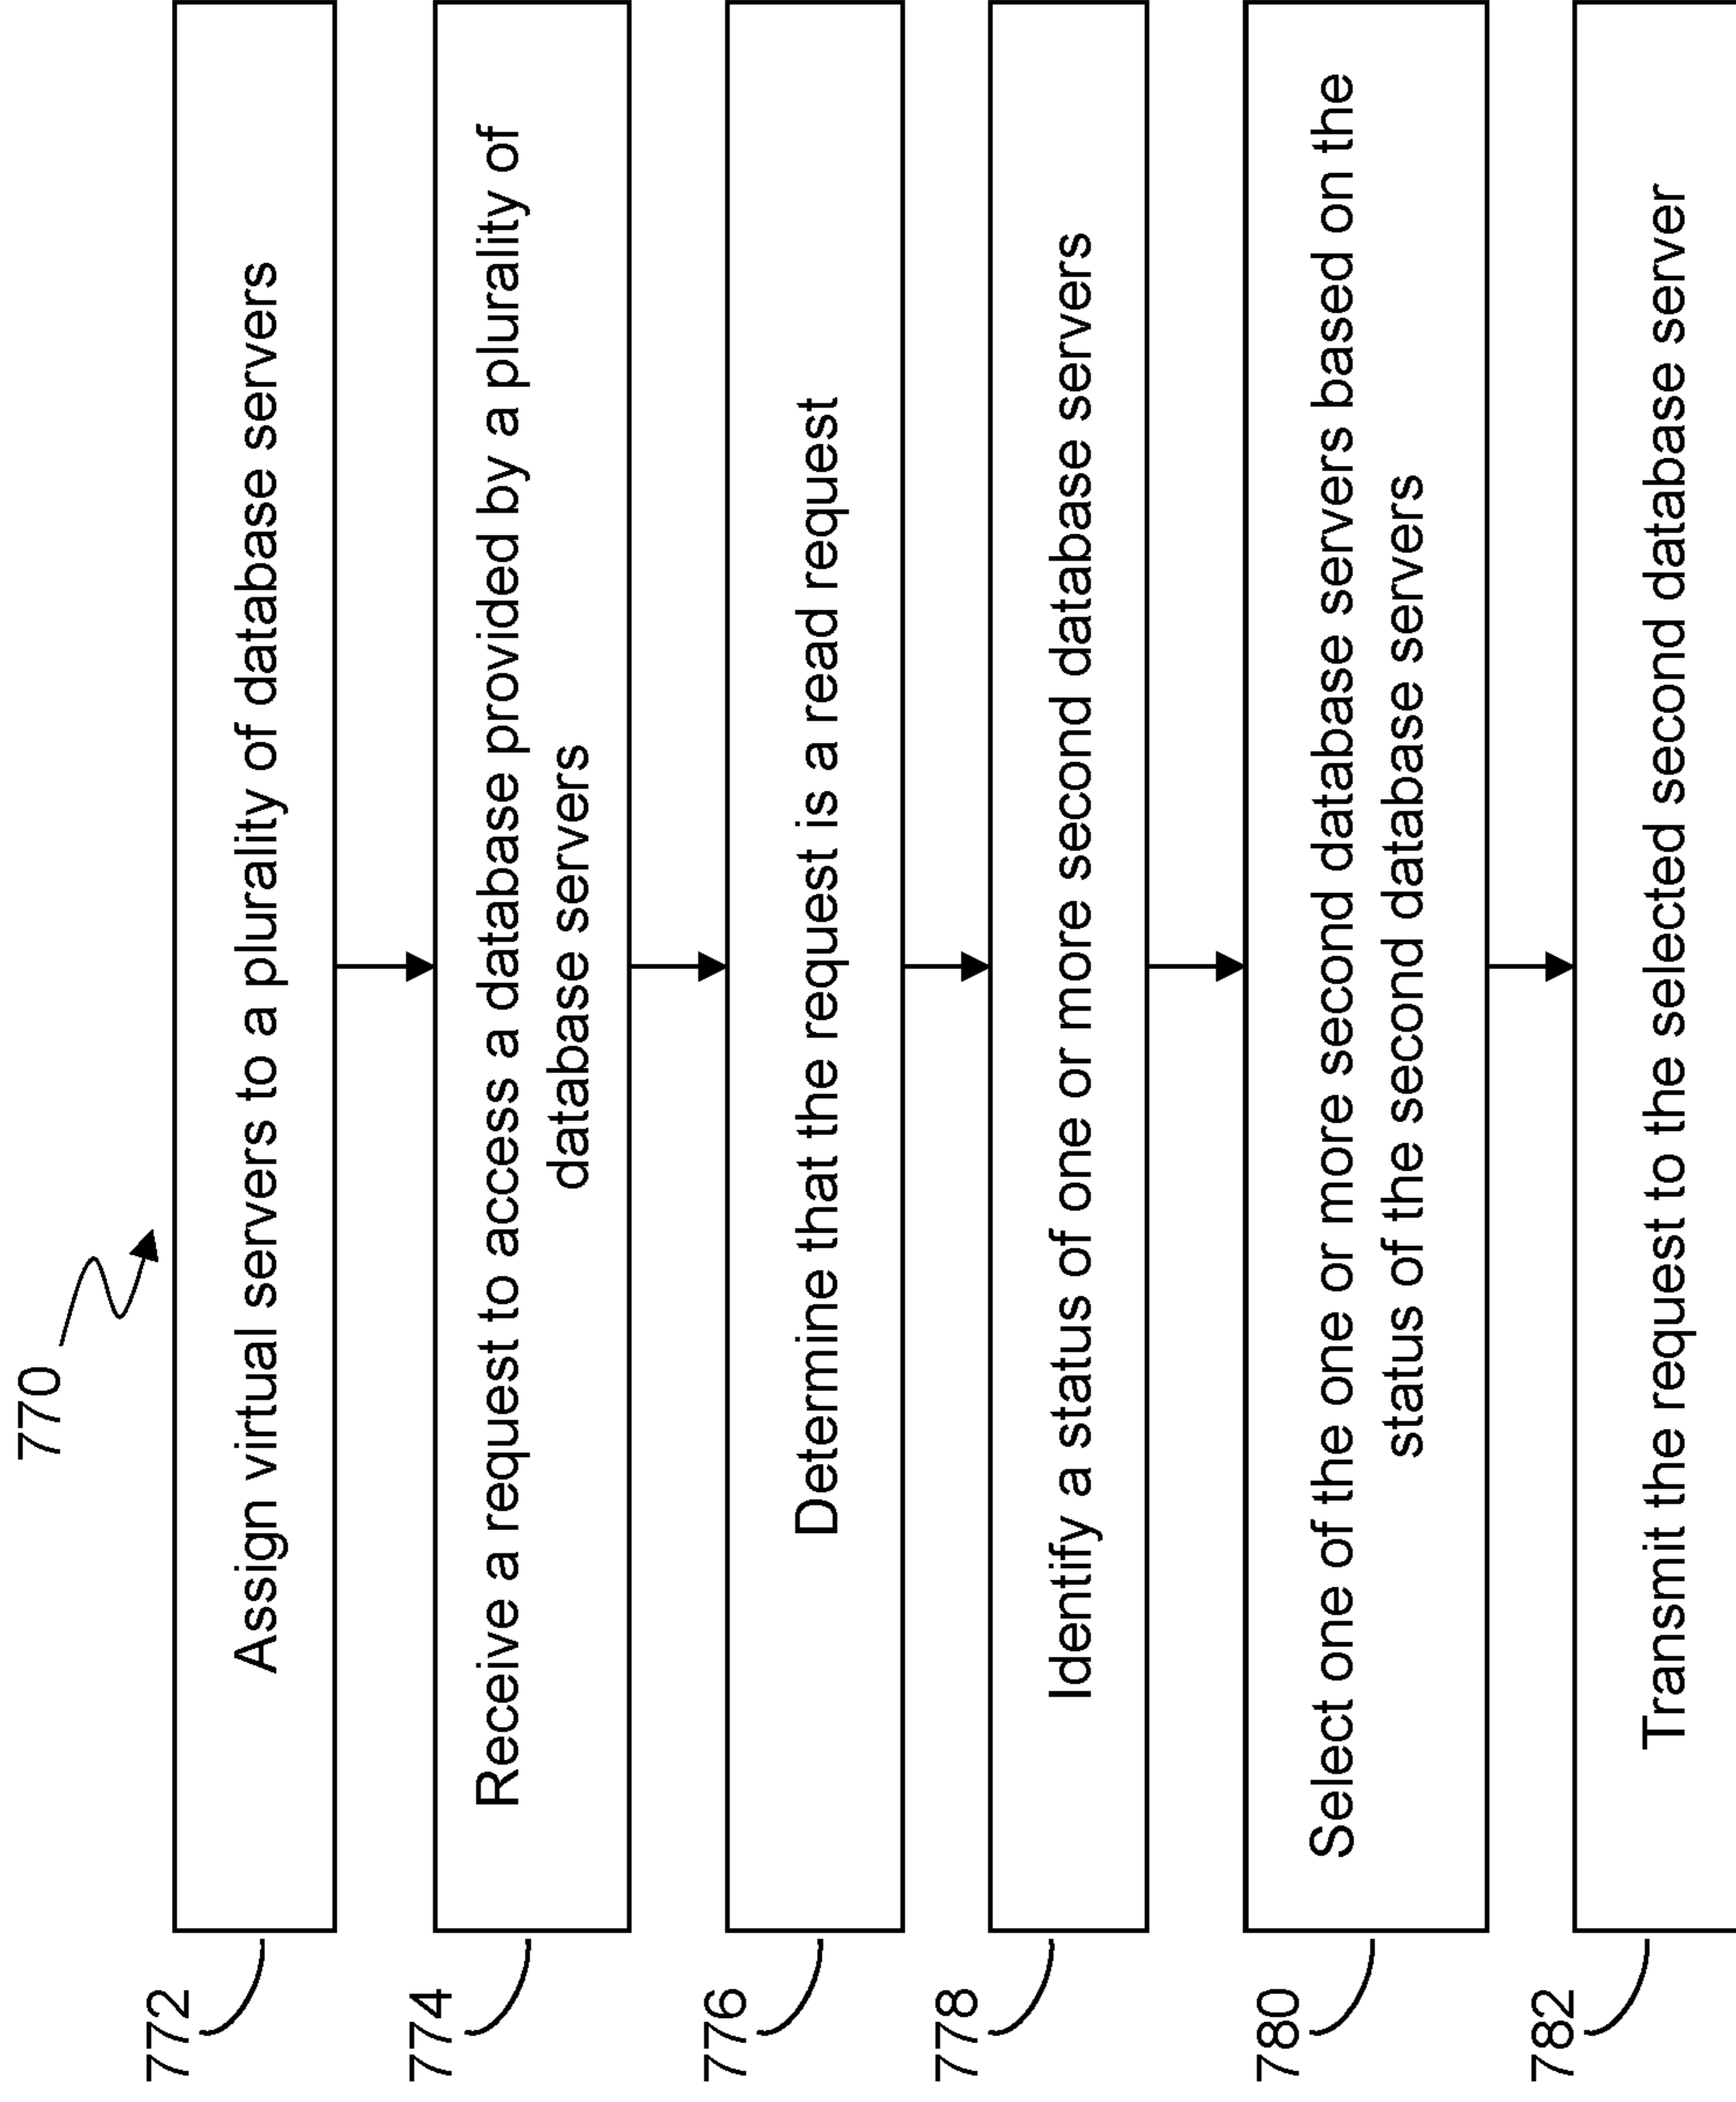 770
772
Assign virtual servers to a plurality of database servers
774
Receive a request to access a database provided by a plurality of
database servers
776
Determine that the request is a read request
778
Identify a status of one or more second database servers
780
Select one of the one or more second database servers based on the
status of the second database servers
782
Transmit the request to the selected second database server